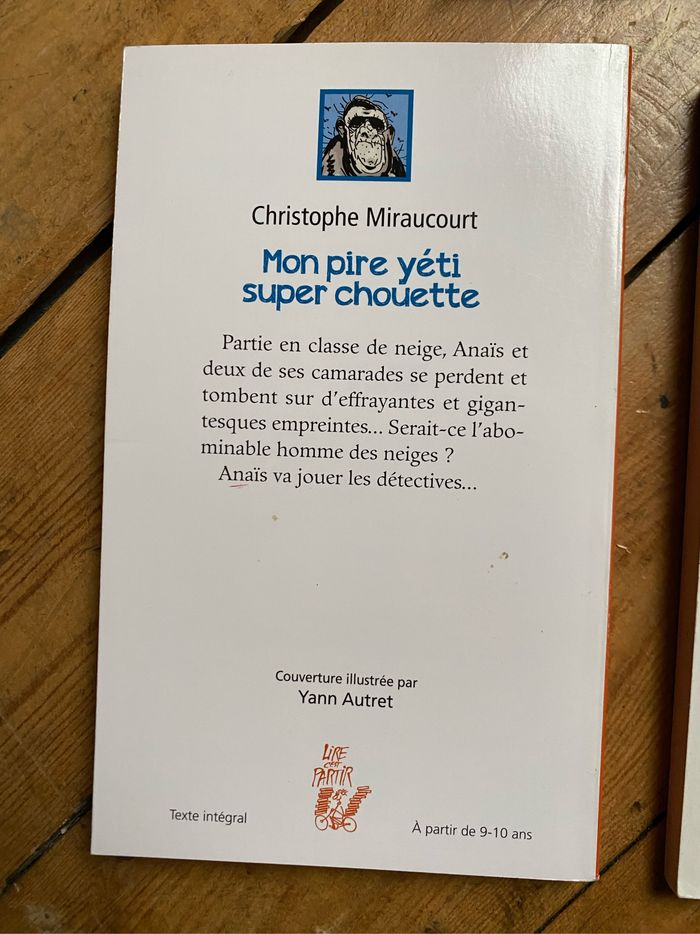 Christophe Miraucourt
Mon pire yéti
super chouette
Partie en classe de neige, Anaïs et
deux de ses camarades se perdent et
tombent sur d'effrayantes et gigan-
tesques empreintes... Serait-ce l'abo-
minable homme des neiges ?
Anaïs va jouer les détectives...
Couverture illustrée par
Yann Autret
LIRE
c'est
PARTIR
Texte intégral
À partir de 9-10 ans